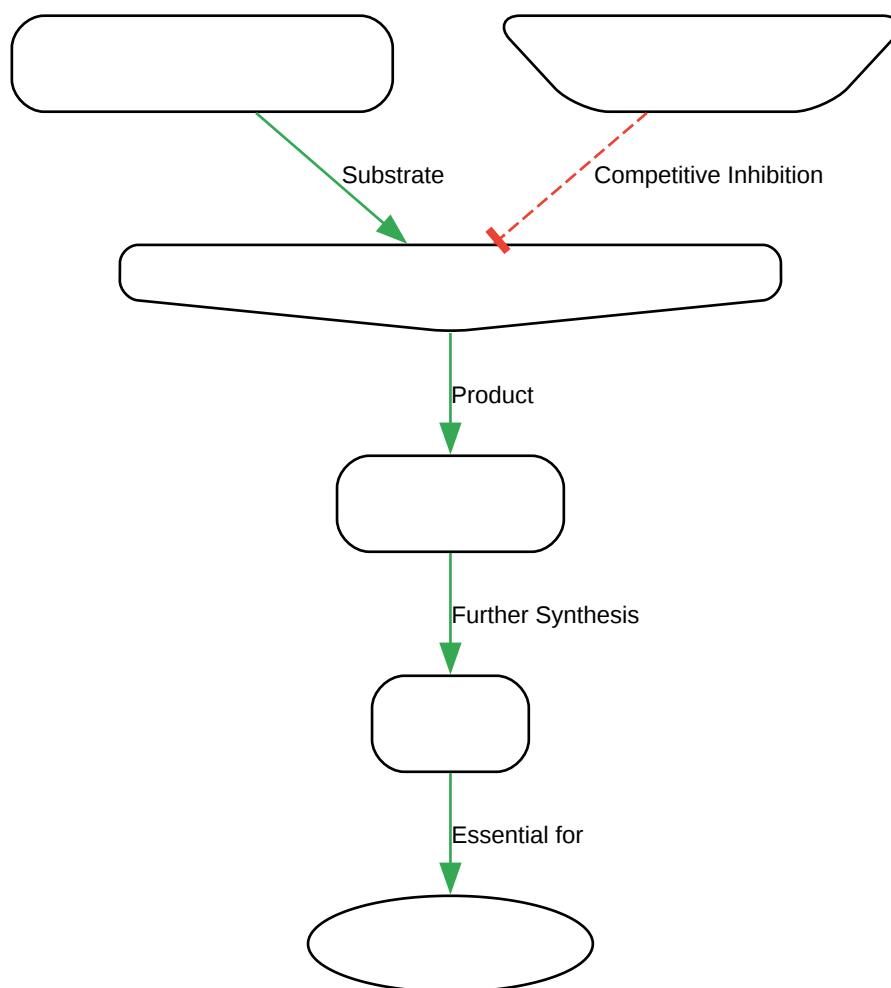 Substrate
Competitive Inhibition
Product
Further Synthesis
Essential for